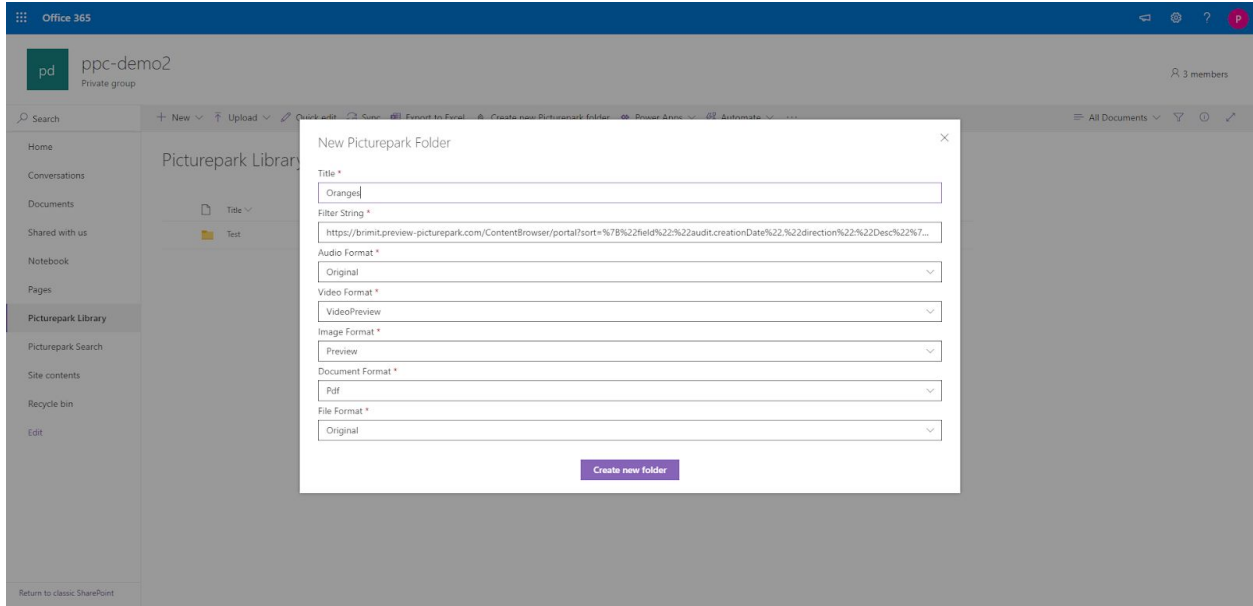 Office 365
P
pd
ppc-demo2
Private group
3 members
Search
New Upload Quick edit Sync Export to Excel Create new Picturepark folder Power Apps Automate ...
All Documents
Home
Conversations
Documents
Shared with us
Notebook
Pages
Picturepark Library
Picturepark Search
Site contents
Recycle bin
Edit
Return to classic SharePoint
Picturepark Library
Title
Test
New Picturepark Folder
Title *
Oranges
Filter String *
https://brimit.preview-picturepark.com/ContentBrowser/portal?sort=%7B%22field%22:%22audit.creationDate%22,%22direction%22:%22Desc%22%7...
Audio Format *
Original
Video Format *
VideoPreview
Image Format *
Preview
Document Format *
Pdf
File Format *
Original
Create new folder